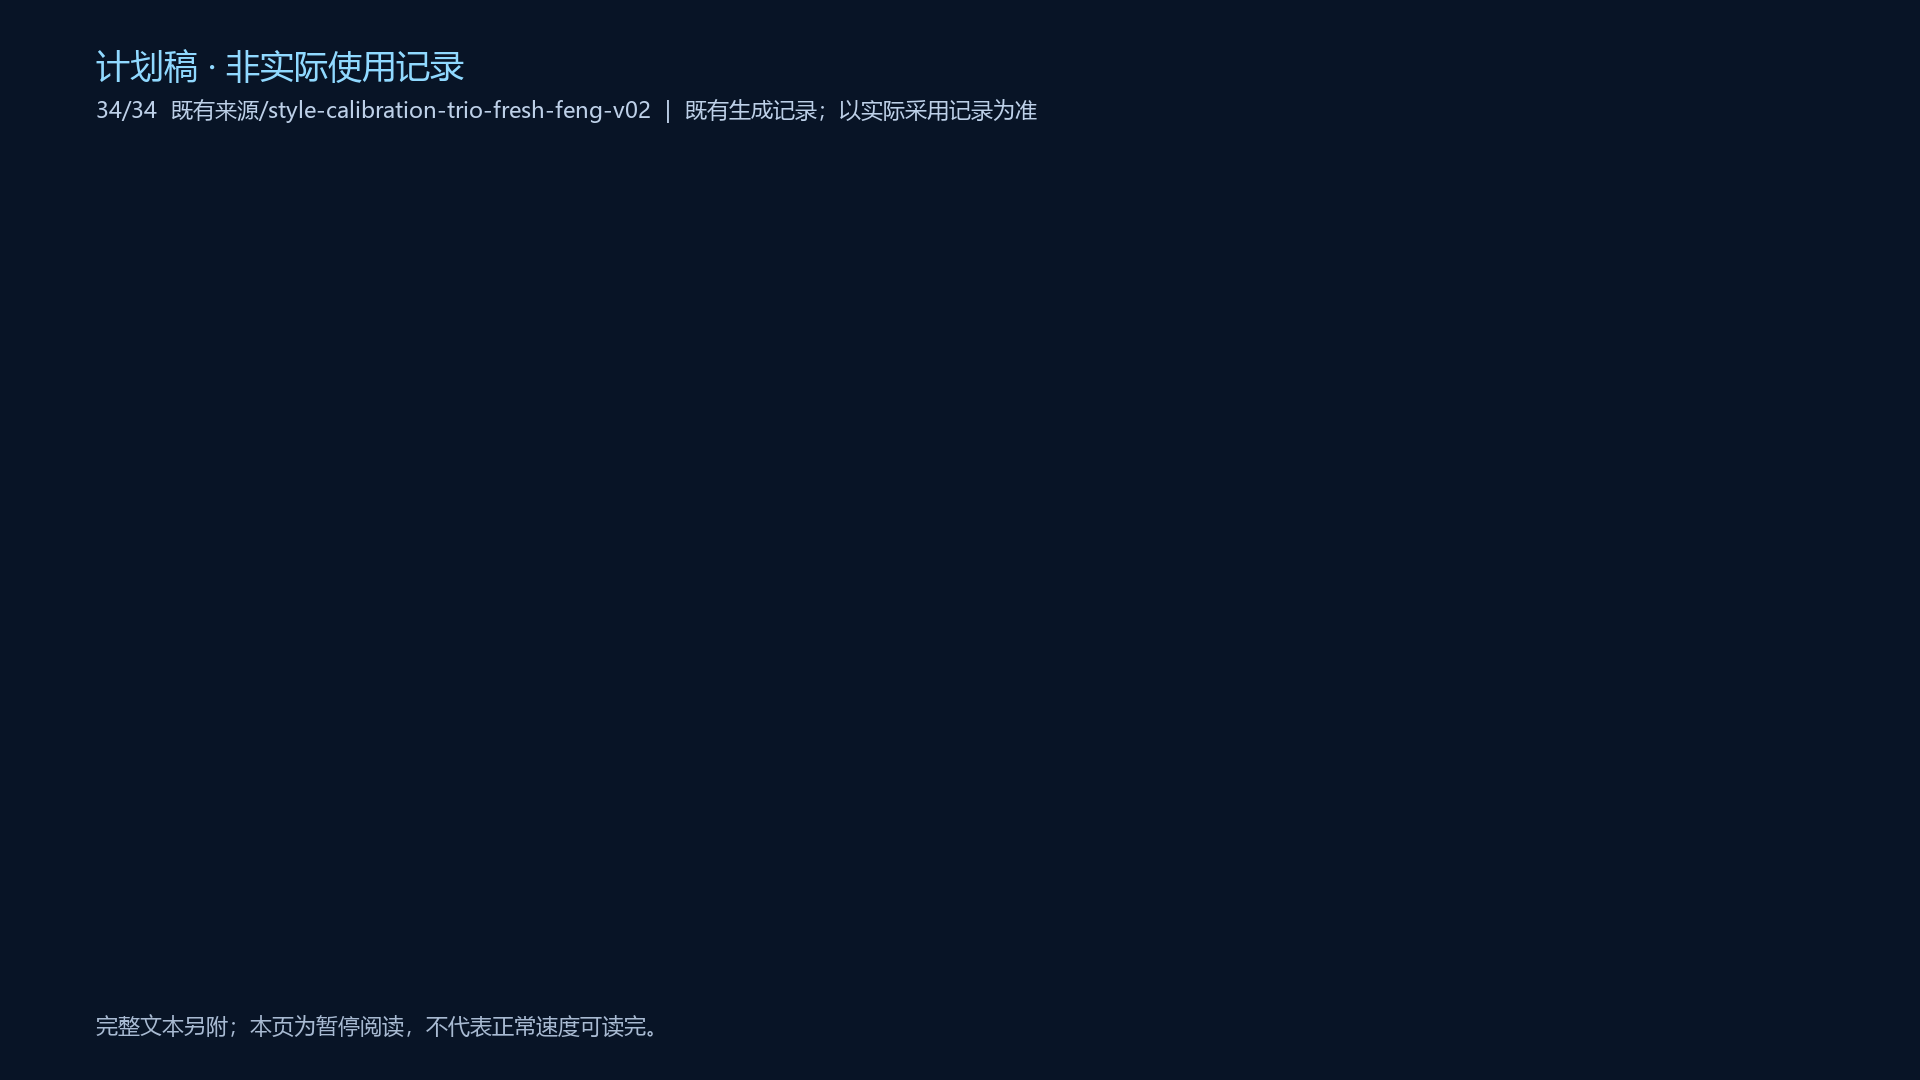 计划稿 · 非实际使用记录
34/34 既有来源/style-calibration-trio-fresh-feng-v02 | 既有生成记录；以实际采用记录为准
完整文本另附；本页为暂停阅读，不代表正常速度可读完。